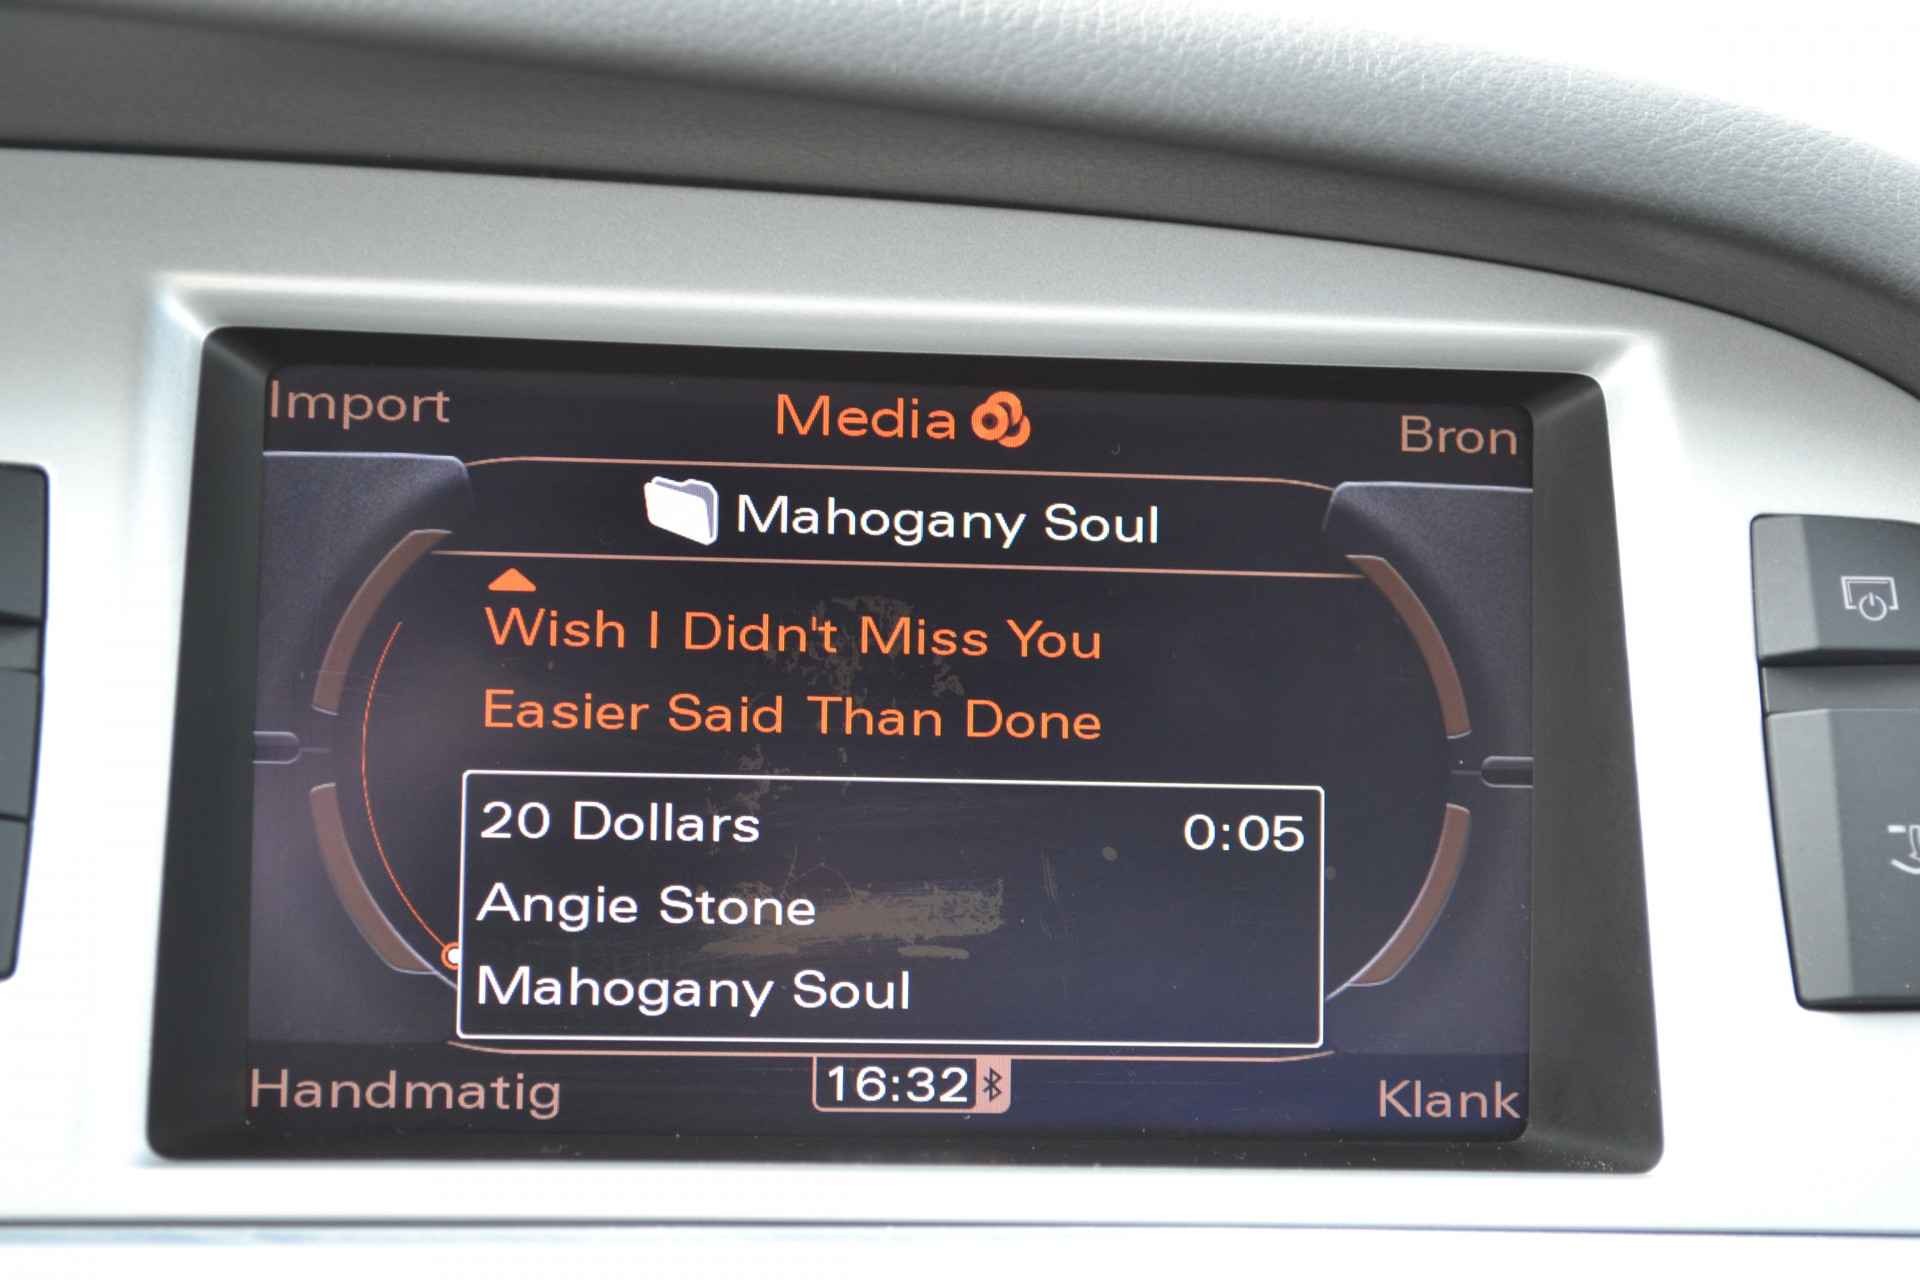 Import
Media
Bron
Mahogany Soul
Wish I Didn't Miss You
Easier Said Than Done
20 Dollars 0:05
Angie Stone
Mahogany Soul
Handmatig
16:32
Klank